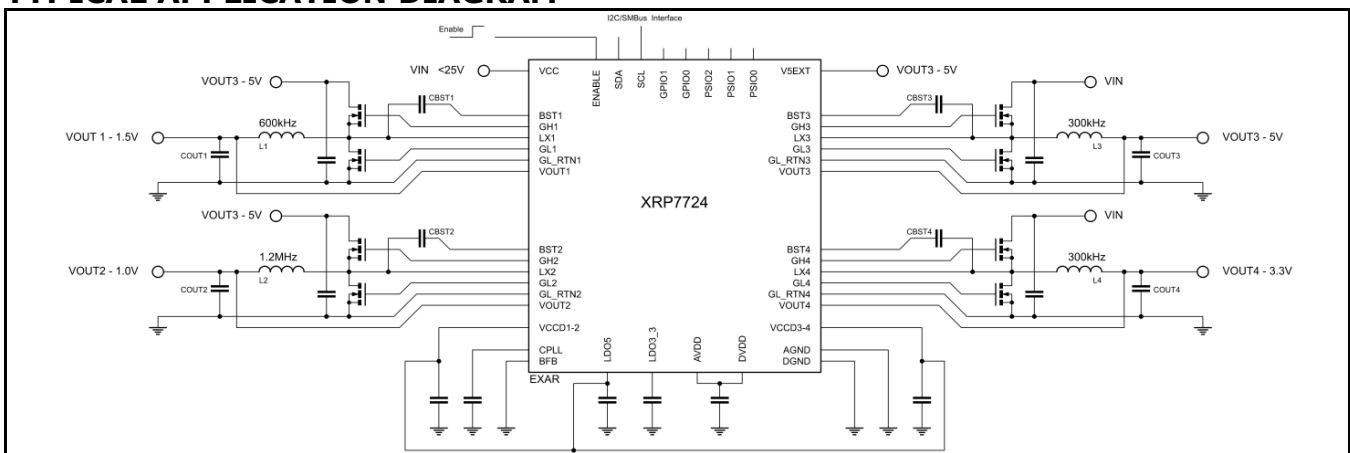 I2C/SMBus Interface
Enable
VIN <25V
VCC
ENABLE
SDA
SCL
GPIO1
GPIO0
PSIO2
PSIO1
PSIO0
V5EXT
VOUT3 - 5V
VOUT3 - 5V
CBST1
BST1
GH1
LX1
GL1
GL_RTN1
VOUT1
600kHz
L1
VOUT 1 - 1.5V
COUT1
CBST3
BST3
GH3
LX3
GL3
GL_RTN3
VOUT3
VIN
300kHz
L3
VOUT3 - 5V
COUT3
XRP7724
VOUT3 - 5V
CBST2
BST2
GH2
LX2
GL2
GL_RTN2
VOUT2
1.2MHz
L2
VOUT2 - 1.0V
COUT2
CBST4
BST4
GH4
LX4
GL4
GL_RTN4
VOUT4
VIN
300kHz
L4
VOUT4 - 3.3V
COUT4
VCCD1-2
CPLL
BFB
LDO5
LDO3_3
AVDD
DVDD
VCCD3-4
AGND
DGND
EXAR